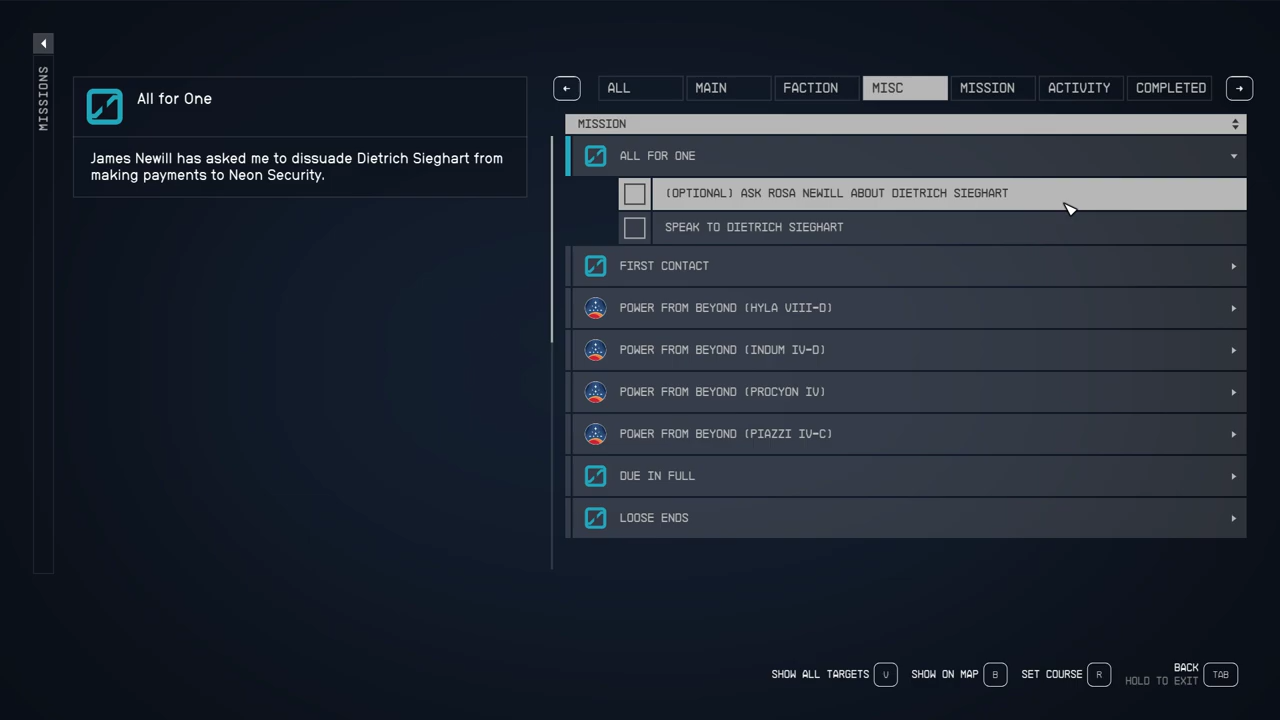 MISSIONS
All for One
James Newill has asked me to dissuade Dietrich Sieghart from
making payments to Neon Security.
ALL
MAIN
FACTION
MISC
MISSION
ACTIVITY
COMPLETED
MISSION
ALL FOR ONE
(OPTIONAL) ASK ROSA NEWILL ABOUT DIETRICH SIEGHART
SPEAK TO DIETRICH SIEGHART
FIRST CONTACT
POWER FROM BEYOND (HYLA VIII-D)
POWER FROM BEYOND (INDUM IV-D)
POWER FROM BEYOND (PROCYON IV)
POWER FROM BEYOND (PIAZZI IV-C)
DUE IN FULL
LOOSE ENDS
SHOW ALL TARGETS V
SHOW ON MAP B
SET COURSE R
BACK
HOLD TO EXIT
TAB